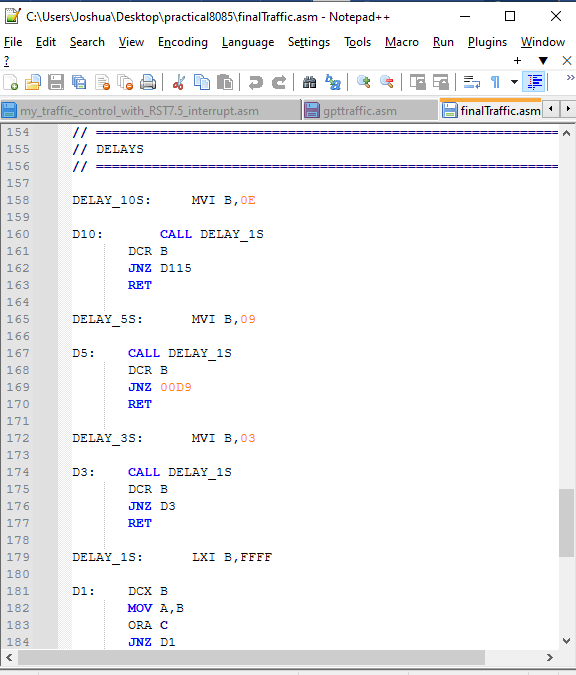 C:\Users\Joshua\Desktop\practical8085\finalTraffic.asm - Notepad++
File Edit Search View Encoding Language Settings Tools Macro Run Plugins Window
?
+ ▼ X
my_traffic_control_with_RST7.5_interrupt.asm gpttraffic.asm finalTraffic.asm
154 // ============================================================
155 // DELAYS
156 // ============================================================
157
158 DELAY_10S: MVI B,0E
159
160 D10: CALL DELAY_1S
161 DCR B
162 JNZ D115
163 RET
164
165 DELAY_5S: MVI B,09
166
167 D5: CALL DELAY_1S
168 DCR B
169 JNZ 00D9
170 RET
171
172 DELAY_3S: MVI B,03
173
174 D3: CALL DELAY_1S
175 DCR B
176 JNZ D3
177 RET
178
179 DELAY_1S: LXI B,FFFF
180
181 D1: DCX B
182 MOV A,B
183 ORA C
184 JNZ D1